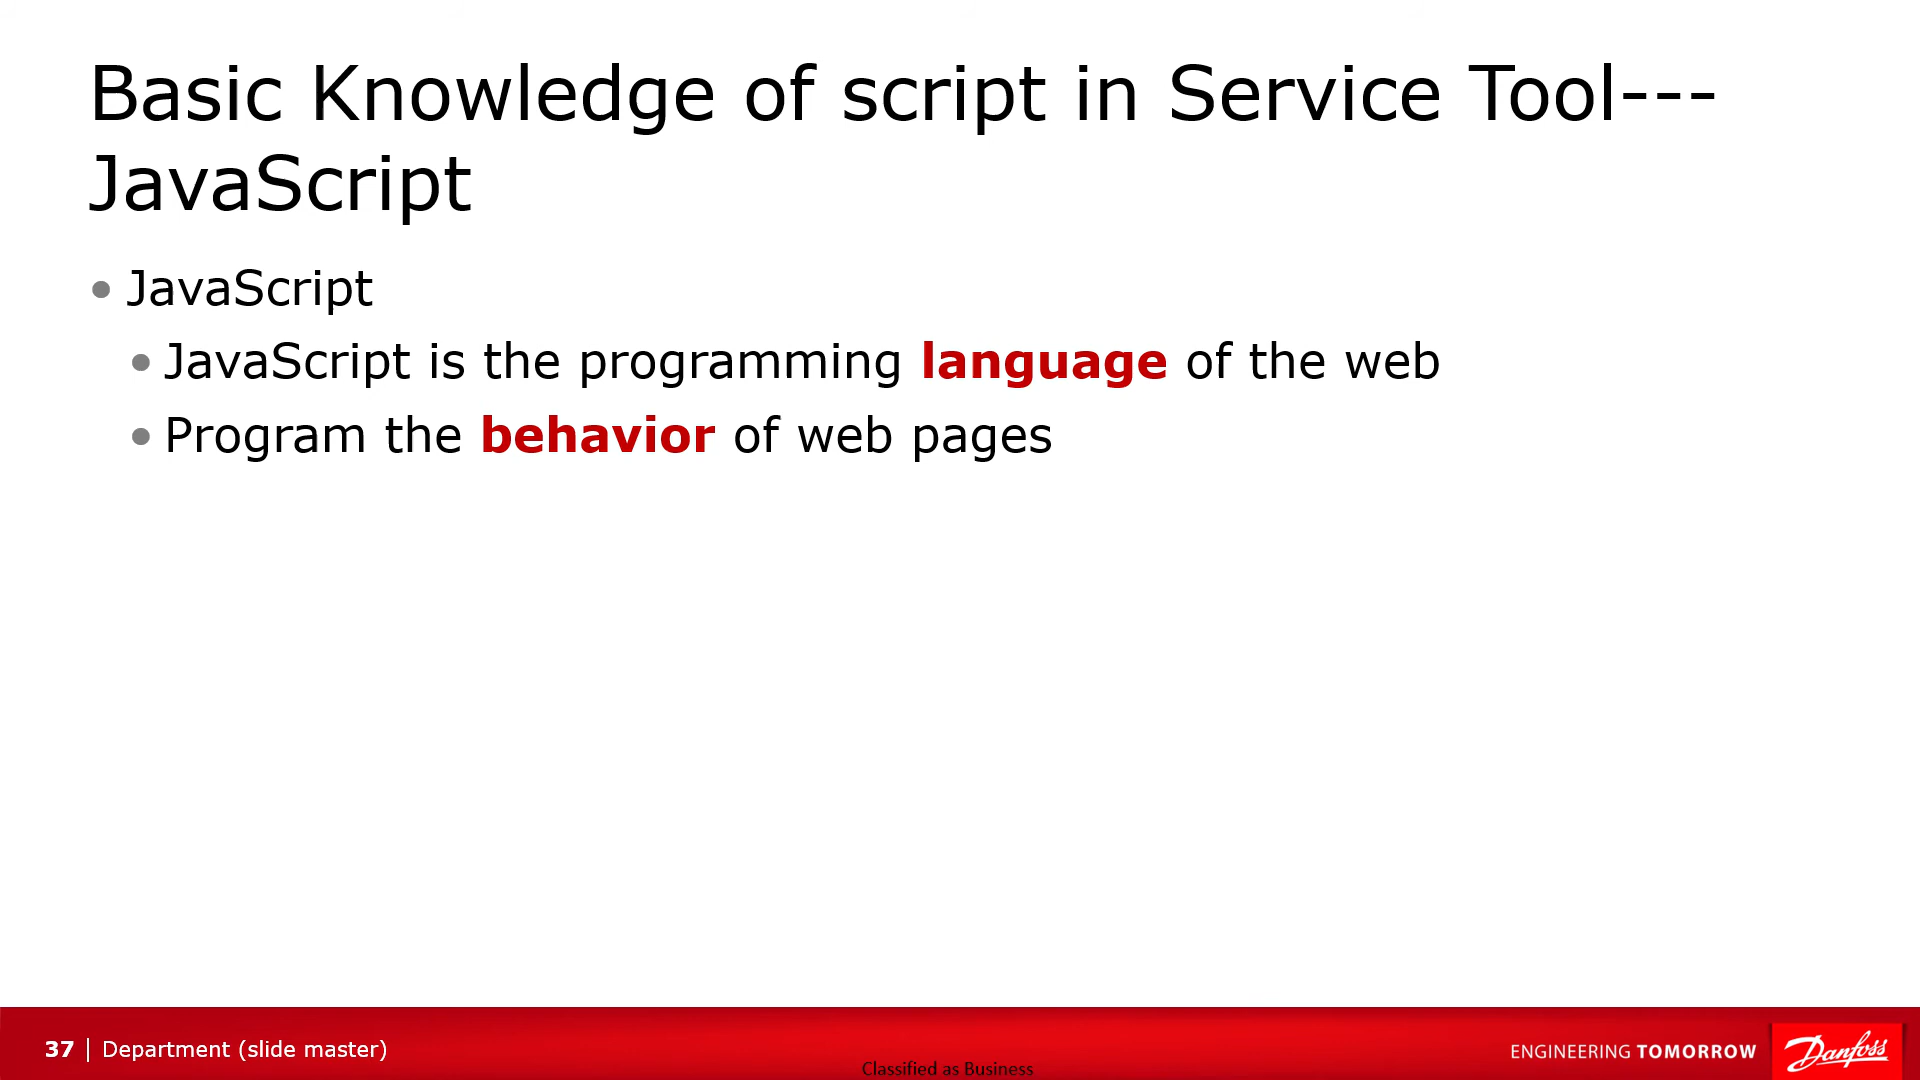 Basic Knowledge of script in Service Tool---
JavaScript
• JavaScript
• JavaScript is the programming language of the web
• Program the behavior of web pages
37 | Department (slide master)
Classified as Business
ENGINEERING TOMORROW
Danfoss